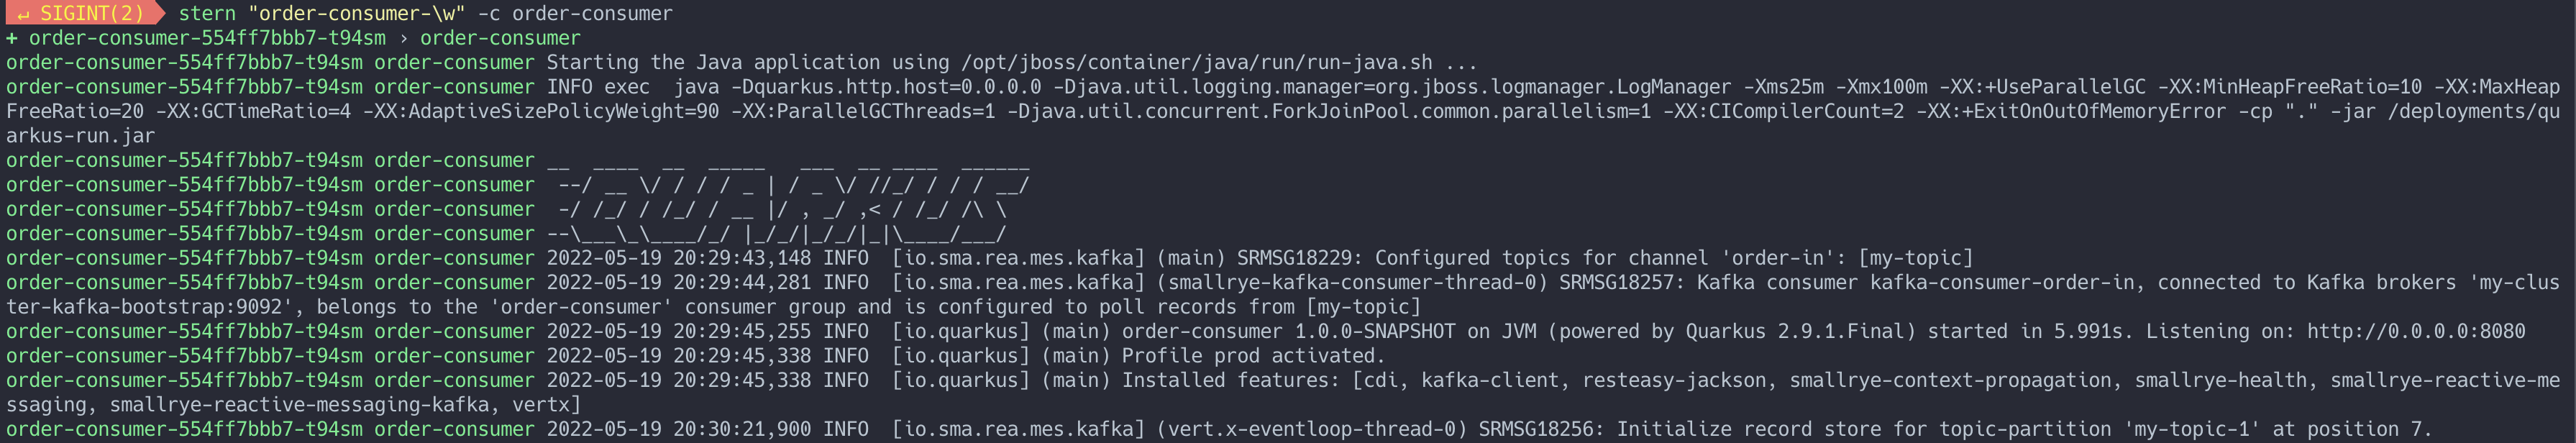 ↵ SIGINT(2) stern "order-consumer-\w" -c order-consumer
+ order-consumer-554ff7bbb7-t94sm › order-consumer
order-consumer-554ff7bbb7-t94sm order-consumer Starting the Java application using /opt/jboss/container/java/run/run-java.sh ...
order-consumer-554ff7bbb7-t94sm order-consumer INFO exec  java -Dquarkus.http.host=0.0.0.0 -Djava.util.logging.manager=org.jboss.logmanager.LogManager -Xms25m -Xmx100m -XX:+UseParallelGC -XX:MinHeapFreeRatio=10 -XX:MaxHeap
FreeRatio=20 -XX:GCTimeRatio=4 -XX:AdaptiveSizePolicyWeight=90 -XX:ParallelGCThreads=1 -Djava.util.concurrent.ForkJoinPool.common.parallelism=1 -XX:CICompilerCount=2 -XX:+ExitOnOutOfMemoryError -cp "." -jar /deployments/qu
arkus-run.jar
order-consumer-554ff7bbb7-t94sm order-consumer __  ____  __  _____   ___  __ ____  ______
order-consumer-554ff7bbb7-t94sm order-consumer  --/ __ \/ / / / _ | / _ \/ //_/ / / / __/
order-consumer-554ff7bbb7-t94sm order-consumer  -/ /_/ / /_/ / __ |/ , _/ ,< / /_/ /\ \
order-consumer-554ff7bbb7-t94sm order-consumer --\___\_\____/_/ |_/_/|_/_/|_|\____/___/
order-consumer-554ff7bbb7-t94sm order-consumer 2022-05-19 20:29:43,148 INFO  [io.sma.rea.mes.kafka] (main) SRMSG18229: Configured topics for channel 'order-in': [my-topic]
order-consumer-554ff7bbb7-t94sm order-consumer 2022-05-19 20:29:44,281 INFO  [io.sma.rea.mes.kafka] (smallrye-kafka-consumer-thread-0) SRMSG18257: Kafka consumer kafka-consumer-order-in, connected to Kafka brokers 'my-clus
ter-kafka-bootstrap:9092', belongs to the 'order-consumer' consumer group and is configured to poll records from [my-topic]
order-consumer-554ff7bbb7-t94sm order-consumer 2022-05-19 20:29:45,255 INFO  [io.quarkus] (main) order-consumer 1.0.0-SNAPSHOT on JVM (powered by Quarkus 2.9.1.Final) started in 5.991s. Listening on: http://0.0.0.0:8080
order-consumer-554ff7bbb7-t94sm order-consumer 2022-05-19 20:29:45,338 INFO  [io.quarkus] (main) Profile prod activated.
order-consumer-554ff7bbb7-t94sm order-consumer 2022-05-19 20:29:45,338 INFO  [io.quarkus] (main) Installed features: [cdi, kafka-client, resteasy-jackson, smallrye-context-propagation, smallrye-health, smallrye-reactive-me
ssaging, smallrye-reactive-messaging-kafka, vertx]
order-consumer-554ff7bbb7-t94sm order-consumer 2022-05-19 20:30:21,900 INFO  [io.sma.rea.mes.kafka] (vert.x-eventloop-thread-0) SRMSG18256: Initialize record store for topic-partition 'my-topic-1' at position 7.